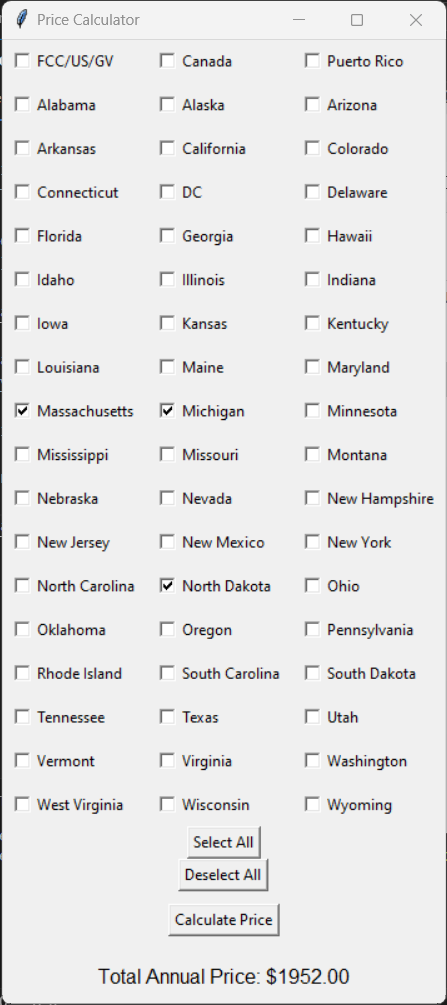 Price Calculator
FCC/US/GV Canada Puerto Rico
Alabama Alaska Arizona
Arkansas California Colorado
Connecticut DC Delaware
Florida Georgia Hawaii
Idaho Illinois Indiana
Iowa Kansas Kentucky
Louisiana Maine Maryland
Massachusetts Michigan Minnesota
Mississippi Missouri Montana
Nebraska Nevada New Hampshire
New Jersey New Mexico New York
North Carolina North Dakota Ohio
Oklahoma Oregon Pennsylvania
Rhode Island South Carolina South Dakota
Tennessee Texas Utah
Vermont Virginia Washington
West Virginia Wisconsin Wyoming
Select All
Deselect All
Calculate Price
Total Annual Price: $1952.00